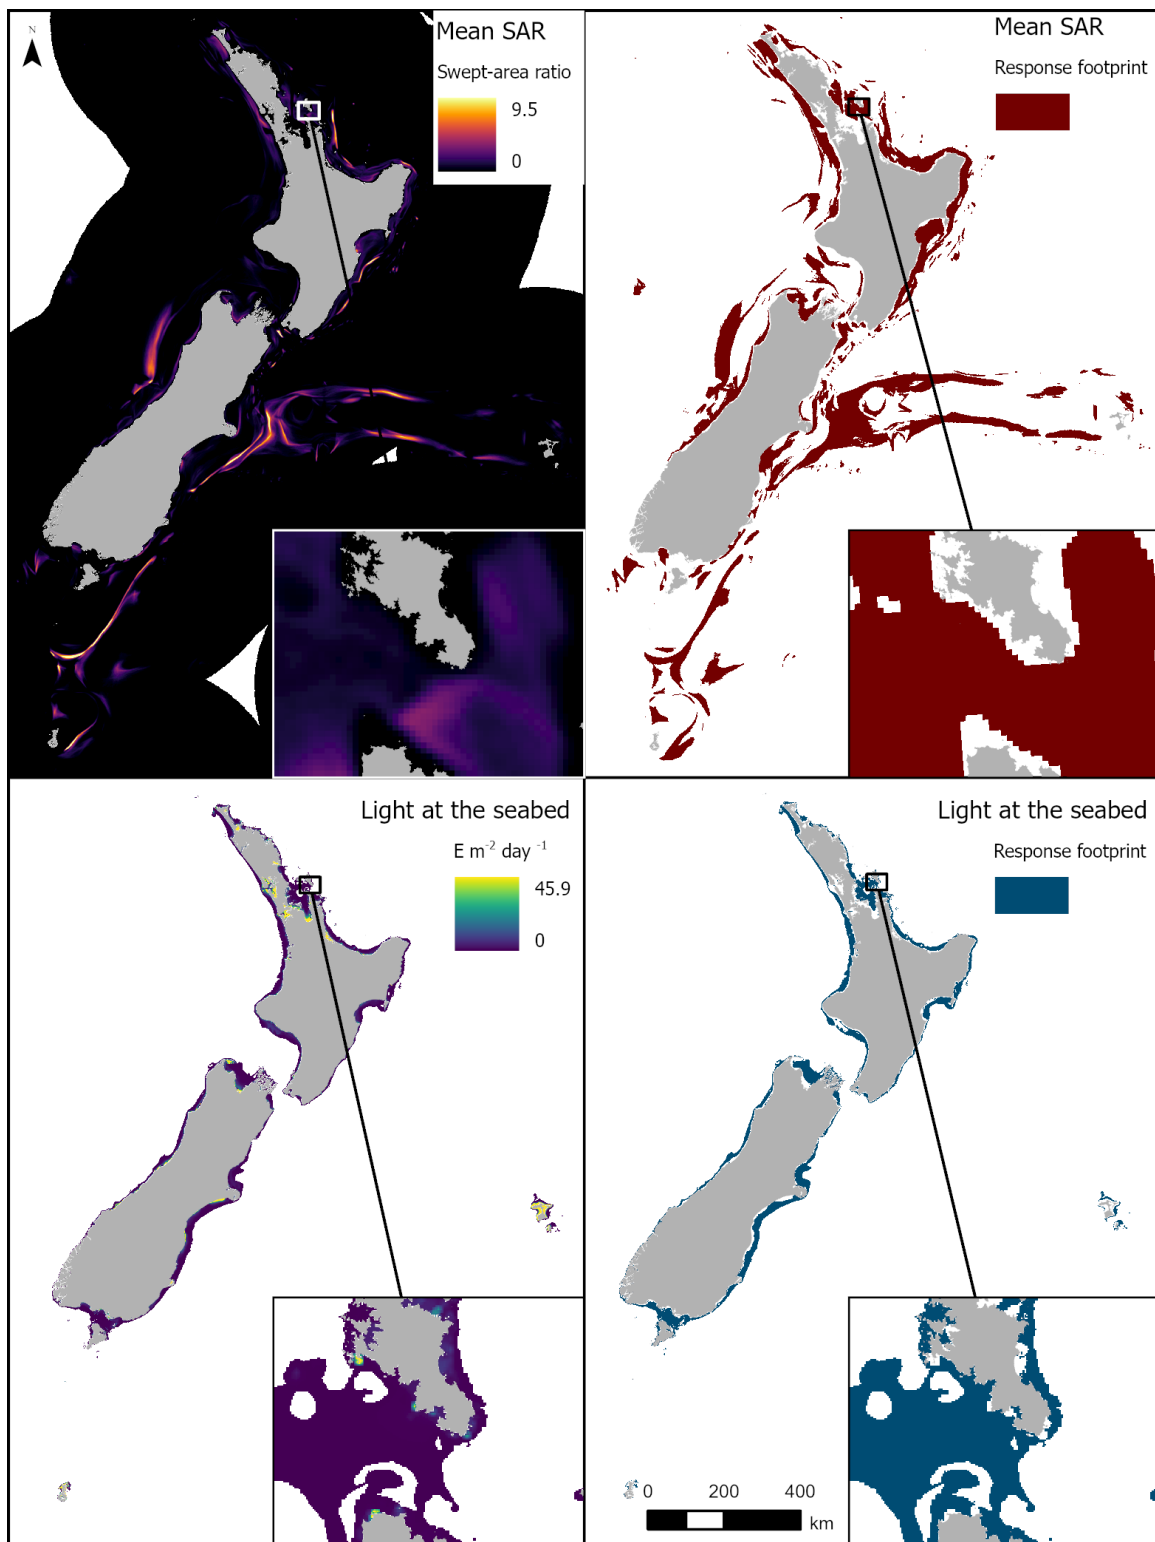 N
Mean SAR
Swept-area ratio
9.5
0
Mean SAR
Response footprint
Light at the seabed
E m⁻² day ⁻¹
45.9
0
Light at the seabed
Response footprint
0 200 400
km